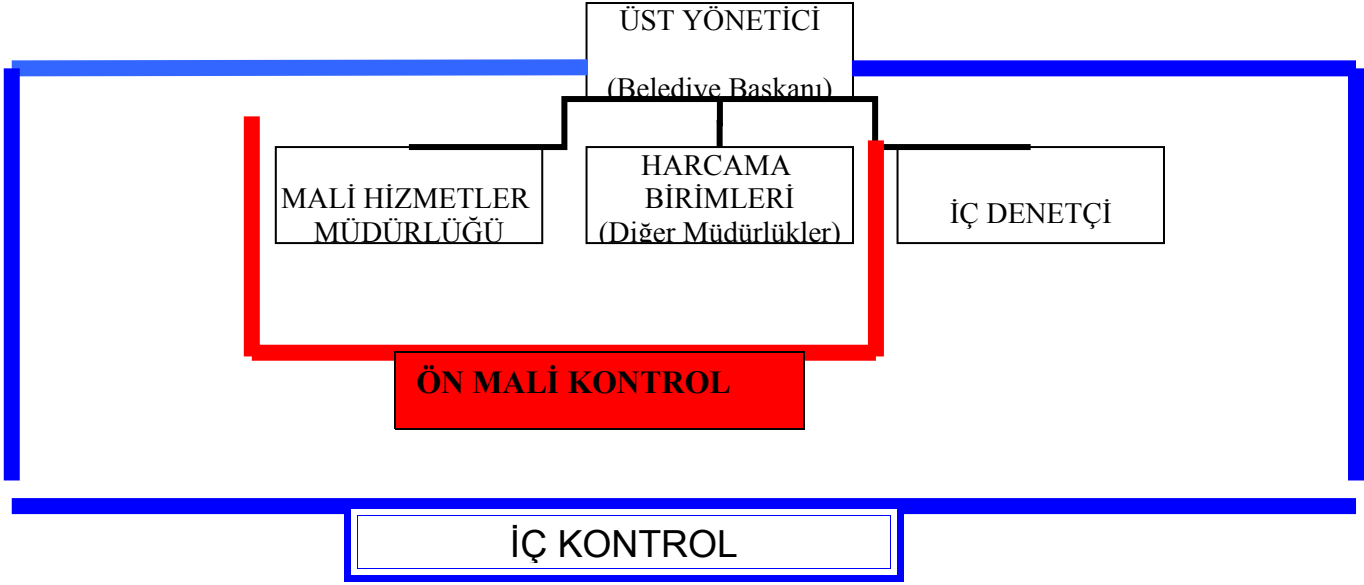 ÜST YÖNETİCİ
(Belediye Başkanı)
MALİ HİZMETLER
MÜDÜRLÜĞÜ
HARCAMA
BİRİMLERİ
(Diğer Müdürlükler)
İÇ DENETÇİ
ÖN MALİ KONTROL
İÇ KONTROL